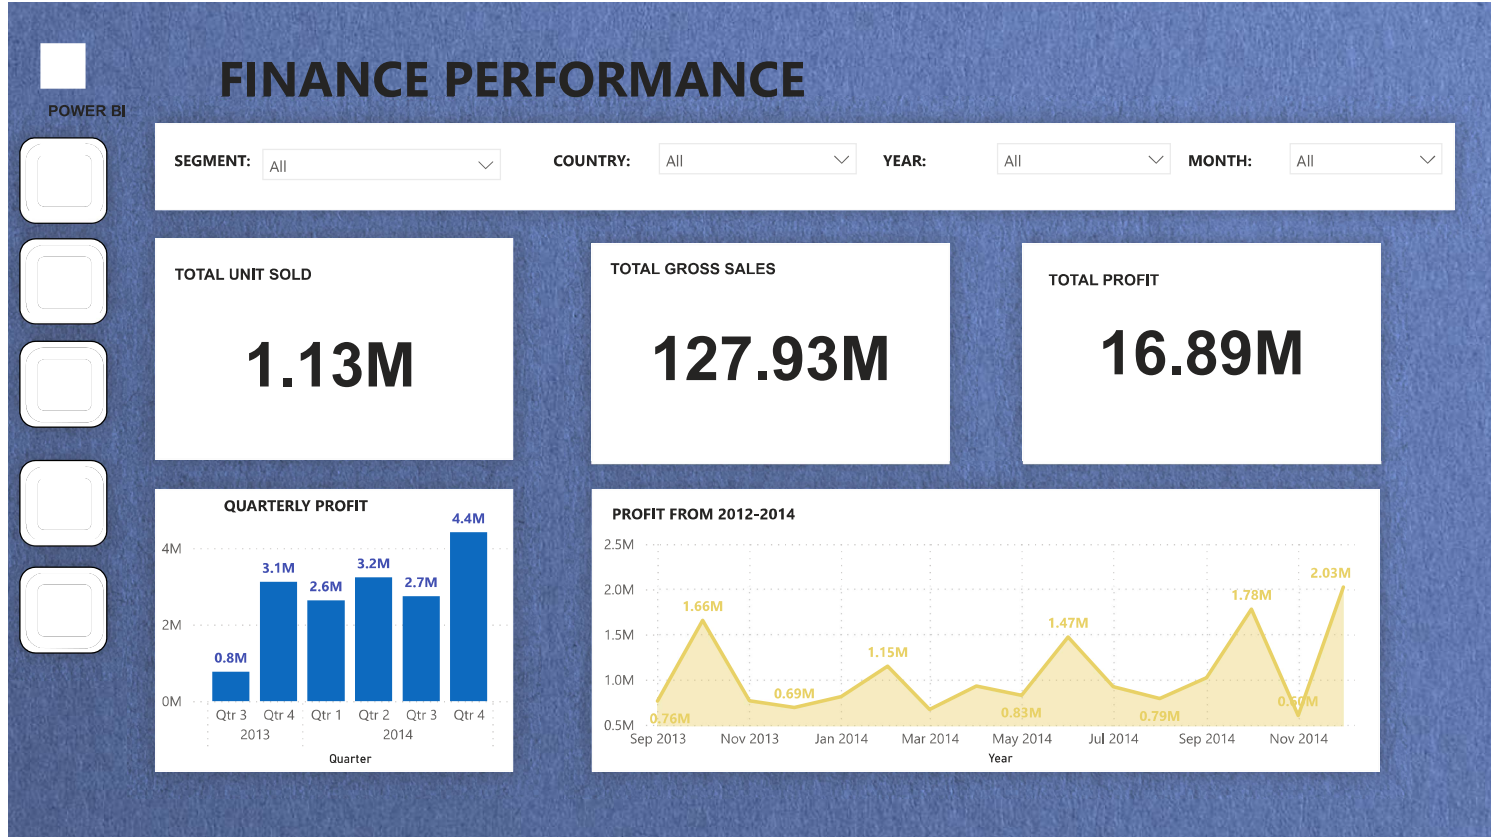 FINANCE PERFORMANCE
POWER BI
SEGMENT: All
COUNTRY: All
YEAR: All
MONTH: All
TOTAL UNIT SOLD
1.13M
TOTAL GROSS SALES
127.93M
TOTAL PROFIT
16.89M
QUARTERLY PROFIT
4.4M
4M
3.1M
3.2M
2.6M
2.7M
2M
0.8M
0M
Qtr 3 Qtr 4 Qtr 1 Qtr 2 Qtr 3 Qtr 4
2013 2014
Quarter
PROFIT FROM 2012-2014
2.5M
2.03M
2.0M
1.78M
1.66M
1.5M
1.47M
1.15M
1.0M
0.69M
0.60M
0.83M
0.79M
0.76M
0.5M
Sep 2013 Nov 2013 Jan 2014 Mar 2014 May 2014 Jul 2014 Sep 2014 Nov 2014
Year